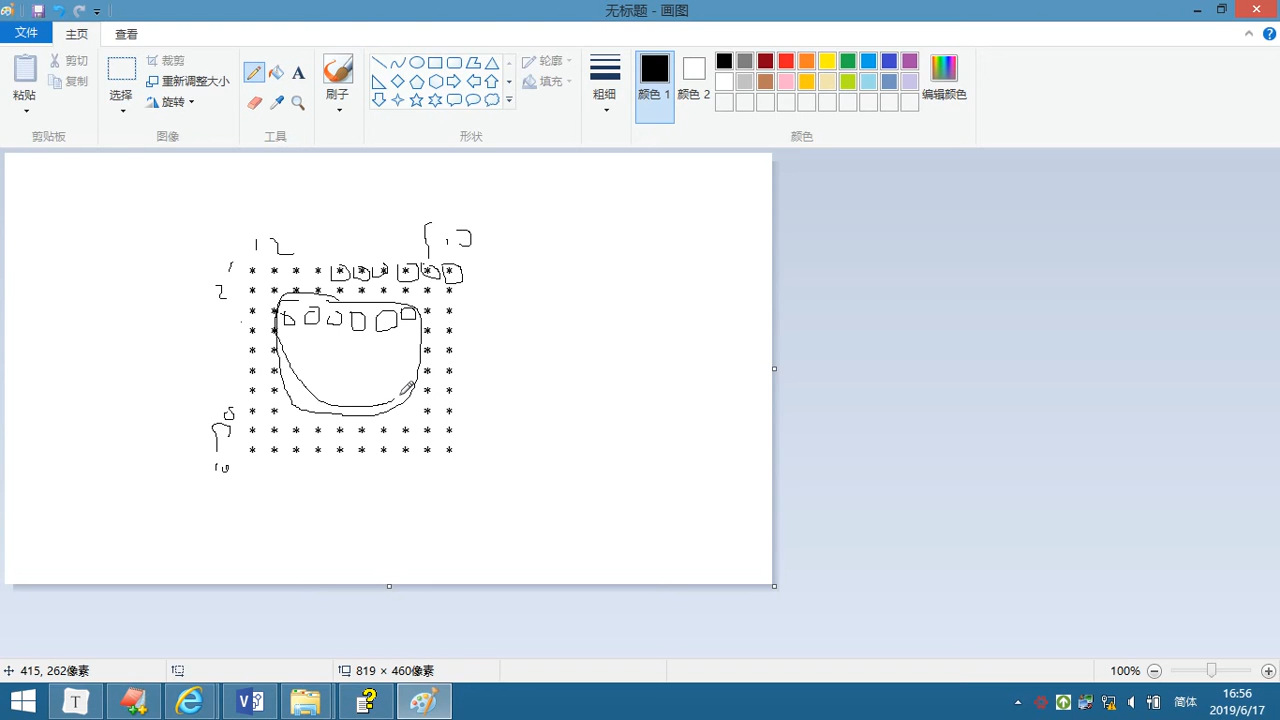 无标题 - 画图
文件 主页 查看
剪切
复制
粘贴
剪贴板
选择
裁剪
重新调整大小
旋转
图像
A
工具
刷子
轮廓
填充
形状
粗细
颜色 1
颜色 2
编辑颜色
颜色
1 2
* * * * * * * * * *
* * * * * * * * * *
* * * *
* * * *
* * * *
* * * *
* * * *
* * * *
* * * * * * * * * *
* * * * * * * * * *
415, 262像素
819 × 460像素
100%
T
简体
16:56
2019/6/17